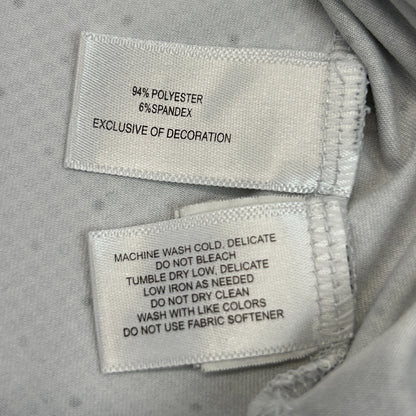 94% POLYESTER
6%SPANDEX
EXCLUSIVE OF DECORATION
MACHINE WASH COLD, DELICATE
DO NOT BLEACH
TUMBLE DRY LOW, DELICATE
LOW IRON AS NEEDED
DO NOT DRY CLEAN
WASH WITH LIKE COLORS
DO NOT USE FABRIC SOFTENER